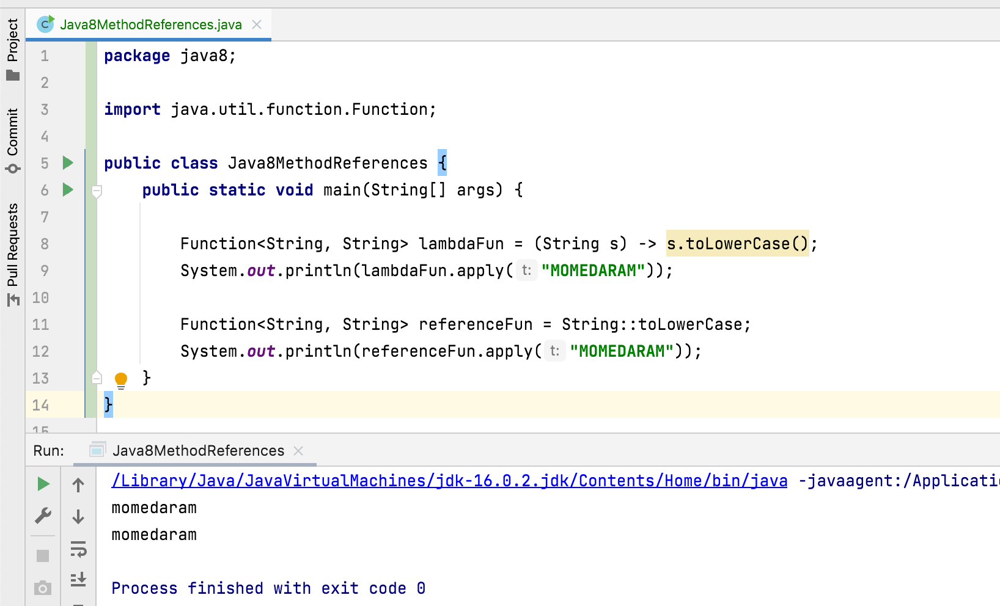 Project
Commit
Pull Requests
Java8MethodReferences.java
1 package java8;
2
3 import java.util.function.Function;
4
5 public class Java8MethodReferences {
6 public static void main(String[] args) {
7
8 Function<String, String> lambdaFun = (String s) -> s.toLowerCase();
9 System.out.println(lambdaFun.apply( t: "MOMEDARAM"));
10
11 Function<String, String> referenceFun = String::toLowerCase;
12 System.out.println(referenceFun.apply( t: "MOMEDARAM"));
13 }
14 }
15
Run: Java8MethodReferences
/Library/Java/JavaVirtualMachines/jdk-16.0.2.jdk/Contents/Home/bin/java -javaagent:/Applicati
momedaram
momedaram
Process finished with exit code 0